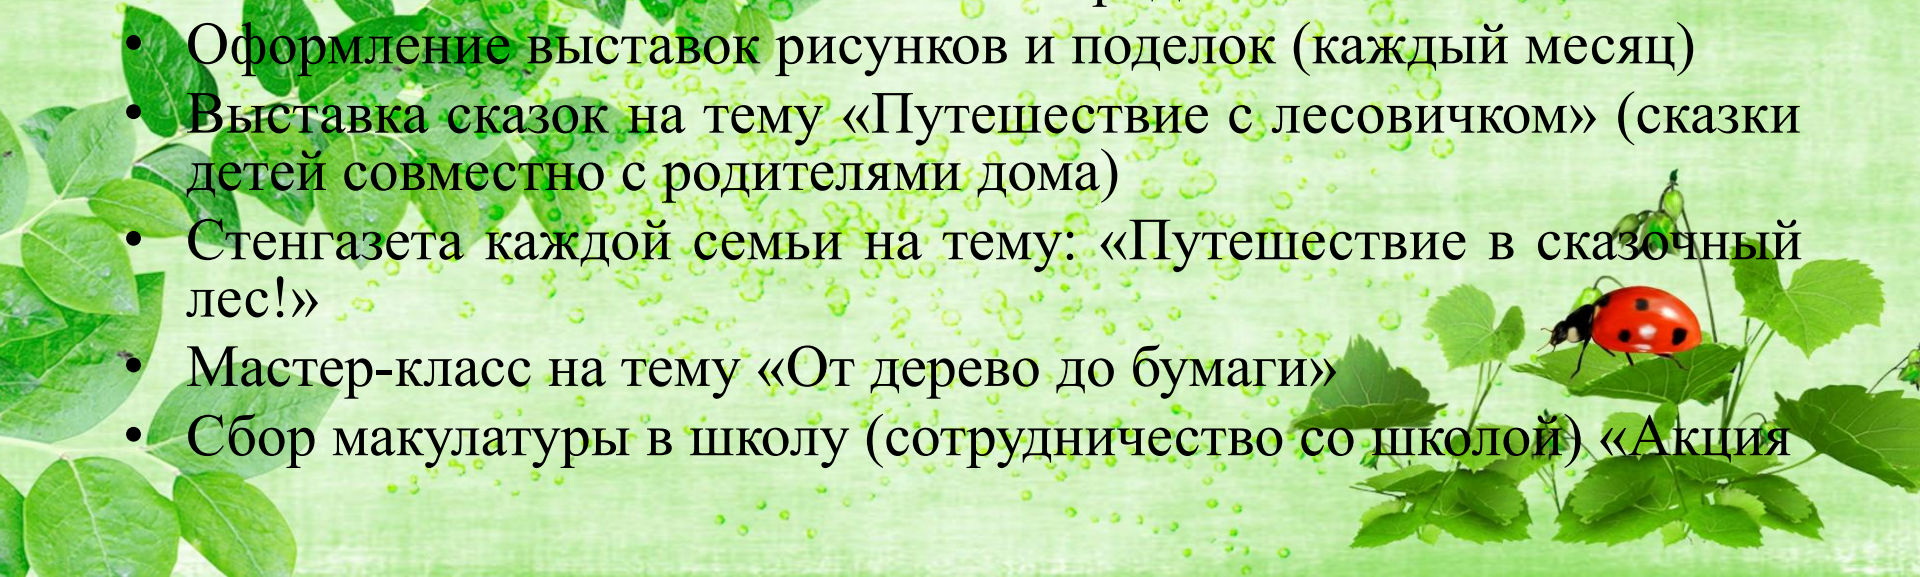 • Оформление выставок рисунков и поделок (каждый месяц)
• Выставка сказок на тему «Путешествие с лесовичком» (сказки
детей совместно с родителями дома)
• Стенгазета каждой семьи на тему: «Путешествие в сказочный
лес!»
• Мастер-класс на тему «От дерево до бумаги»
• Сбор макулатуры в школу (сотрудничество со школой) «Акция